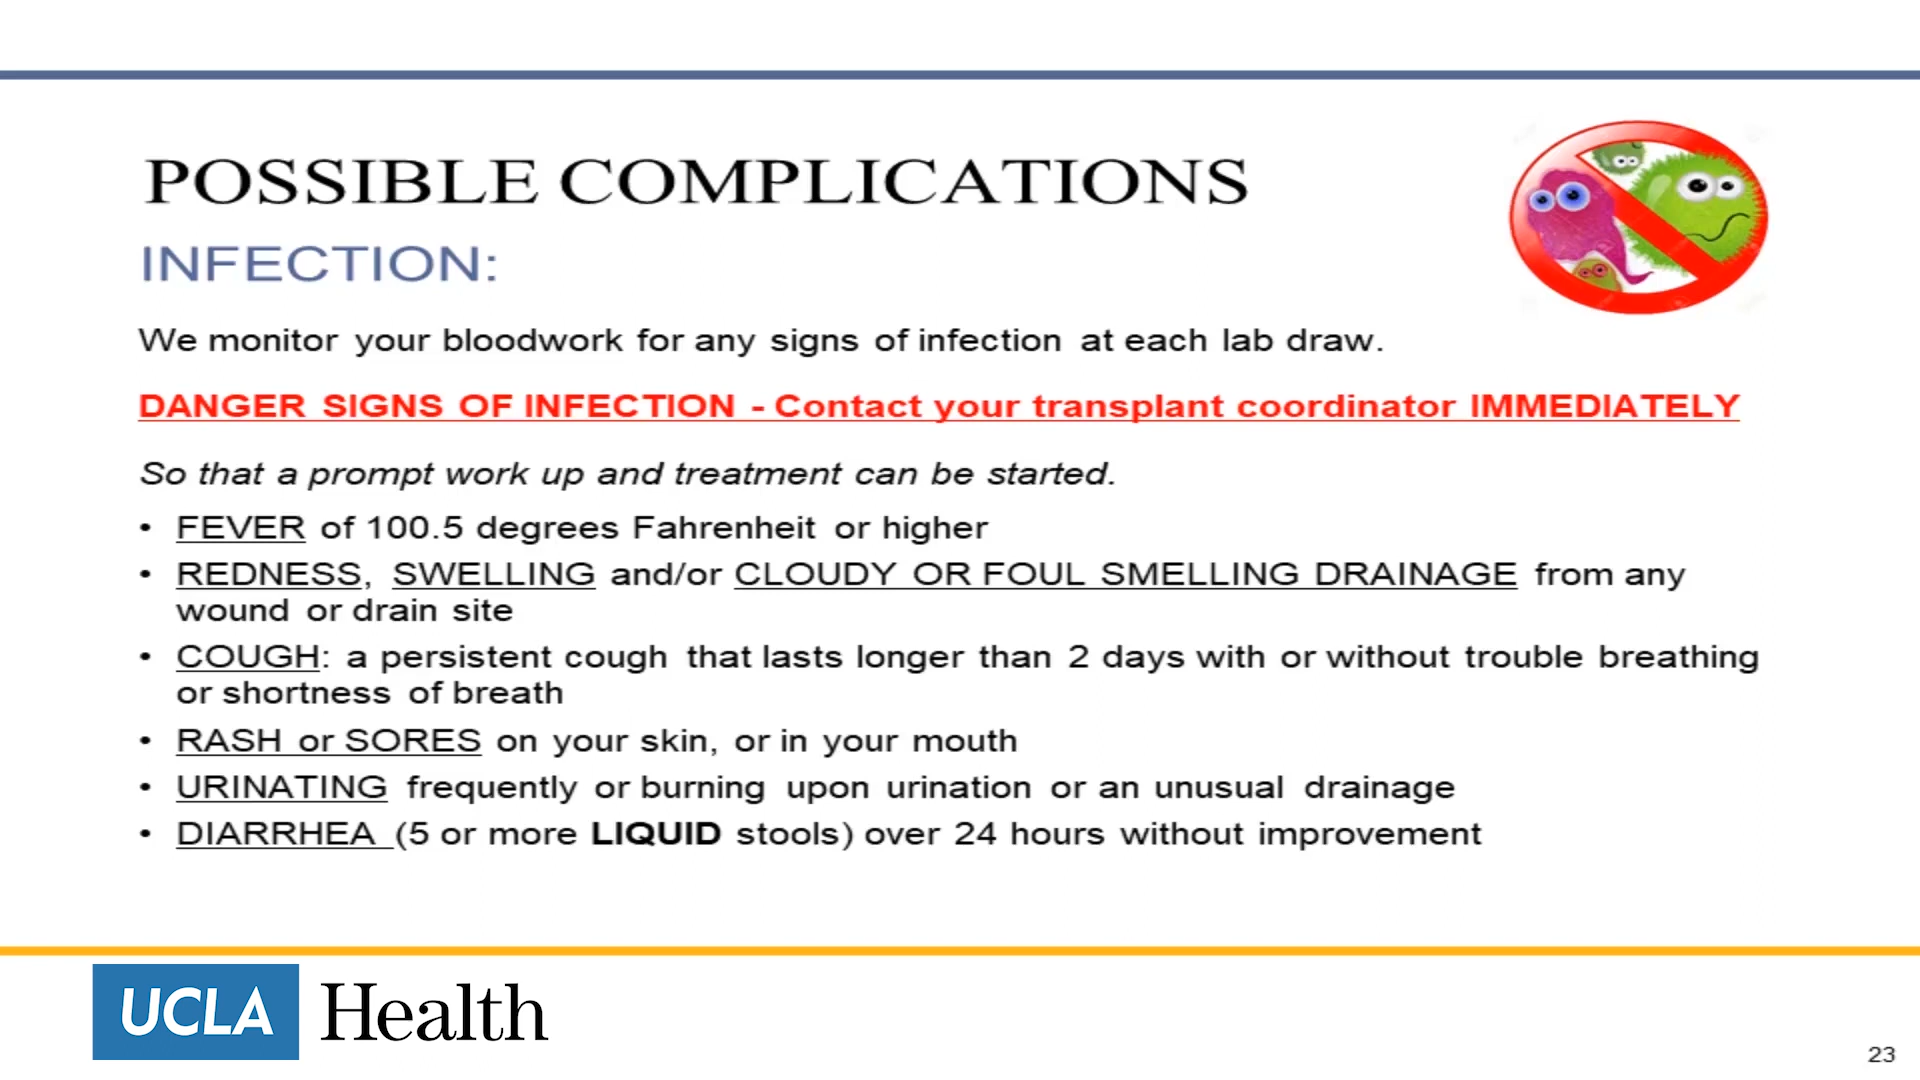 POSSIBLE COMPLICATIONS
INFECTION:
We monitor your bloodwork for any signs of infection at each lab draw.
DANGER SIGNS OF INFECTION - Contact your transplant coordinator IMMEDIATELY
So that a prompt work up and treatment can be started.
• FEVER of 100.5 degrees Fahrenheit or higher
• REDNESS, SWELLING and/or CLOUDY OR FOUL SMELLING DRAINAGE from any
wound or drain site
• COUGH: a persistent cough that lasts longer than 2 days with or without trouble breathing
or shortness of breath
• RASH or SORES on your skin, or in your mouth
• URINATING frequently or burning upon urination or an unusual drainage
• DIARRHEA (5 or more LIQUID stools) over 24 hours without improvement
UCLA Health
23